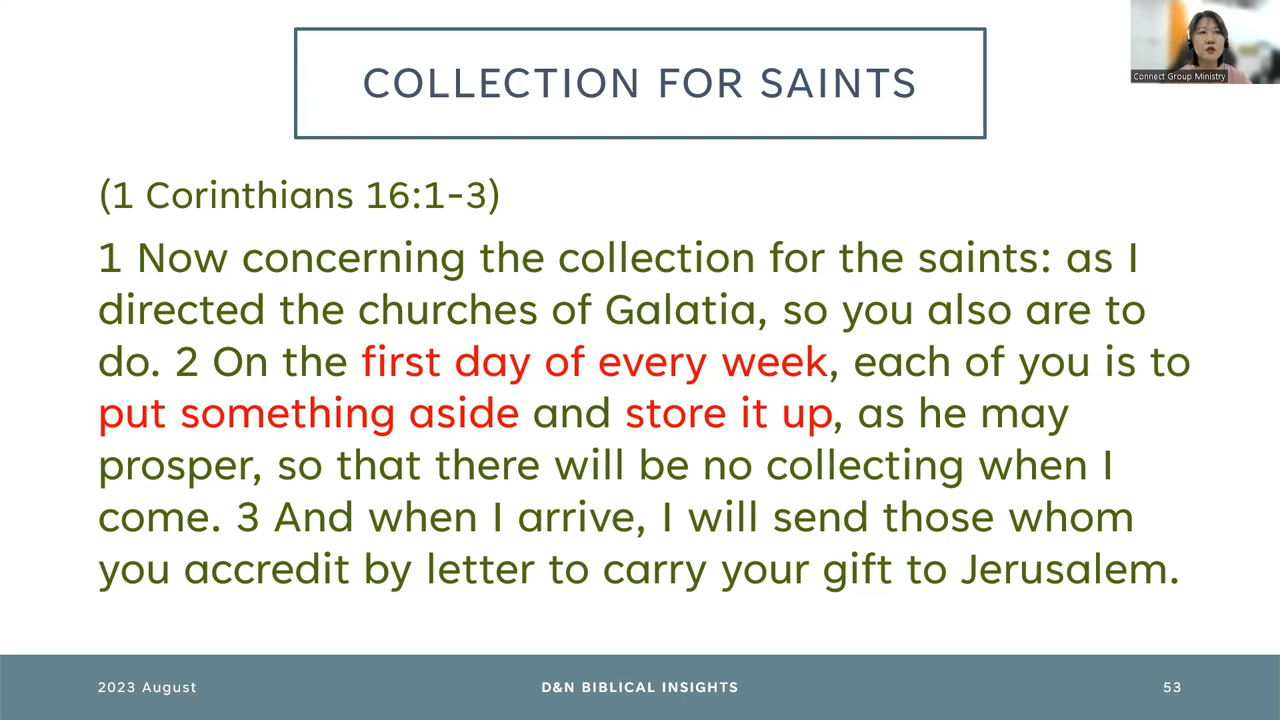 COLLECTION FOR SAINTS
Connect Group Ministry
(1 Corinthians 16:1-3)
1 Now concerning the collection for the saints: as I
directed the churches of Galatia, so you also are to
do. 2 On the first day of every week, each of you is to
put something aside and store it up, as he may
prosper, so that there will be no collecting when I
come. 3 And when I arrive, I will send those whom
you accredit by letter to carry your gift to Jerusalem.
2023 August
D&N BIBLICAL INSIGHTS
53